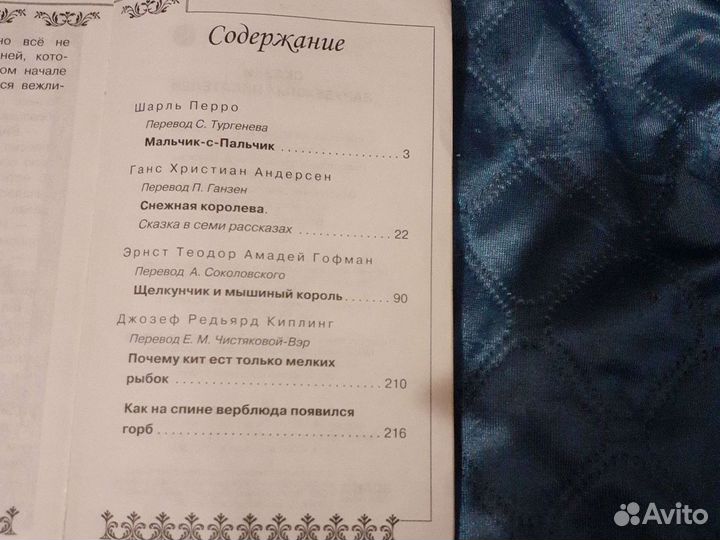 но всё не
ней, кото-
ом начале
ся вежли-
Содержание
Шарль Перро
Перевод С. Тургенева
Мальчик-с-Пальчик . . . . . . . . . . . . . . . 3
Ганс Христиан Андерсен
Перевод П. Ганзен
Снежная королева.
Сказка в семи рассказах . . . . . . . . . . . . 22
Эрнст Теодор Амадей Гофман
Перевод А. Соколовского
Щелкунчик и мышиный король. . . . . . . 90
Джозеф Редьярд Киплинг
Перевод Е. М. Чистяковой-Вэр
Почему кит ест только мелких
рыбок . . . . . . . . . . . . . . . . . . . . . . . . . 210
Как на спине верблюда появился
горб . . . . . . . . . . . . . . . . . . . . . . . . . . 216
Avito